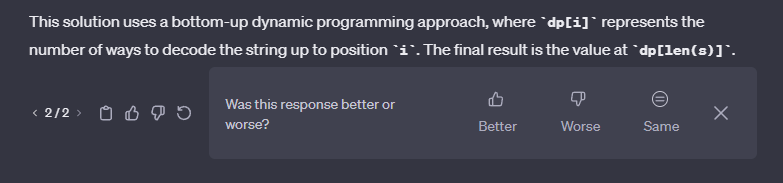 This solution uses a bottom-up dynamic programming approach, where `dp[i]` represents the
number of ways to decode the string up to position `i`. The final result is the value at `dp[len(s)]`.
< 2/2 >
Was this response better or
worse?
Better
Worse
Same